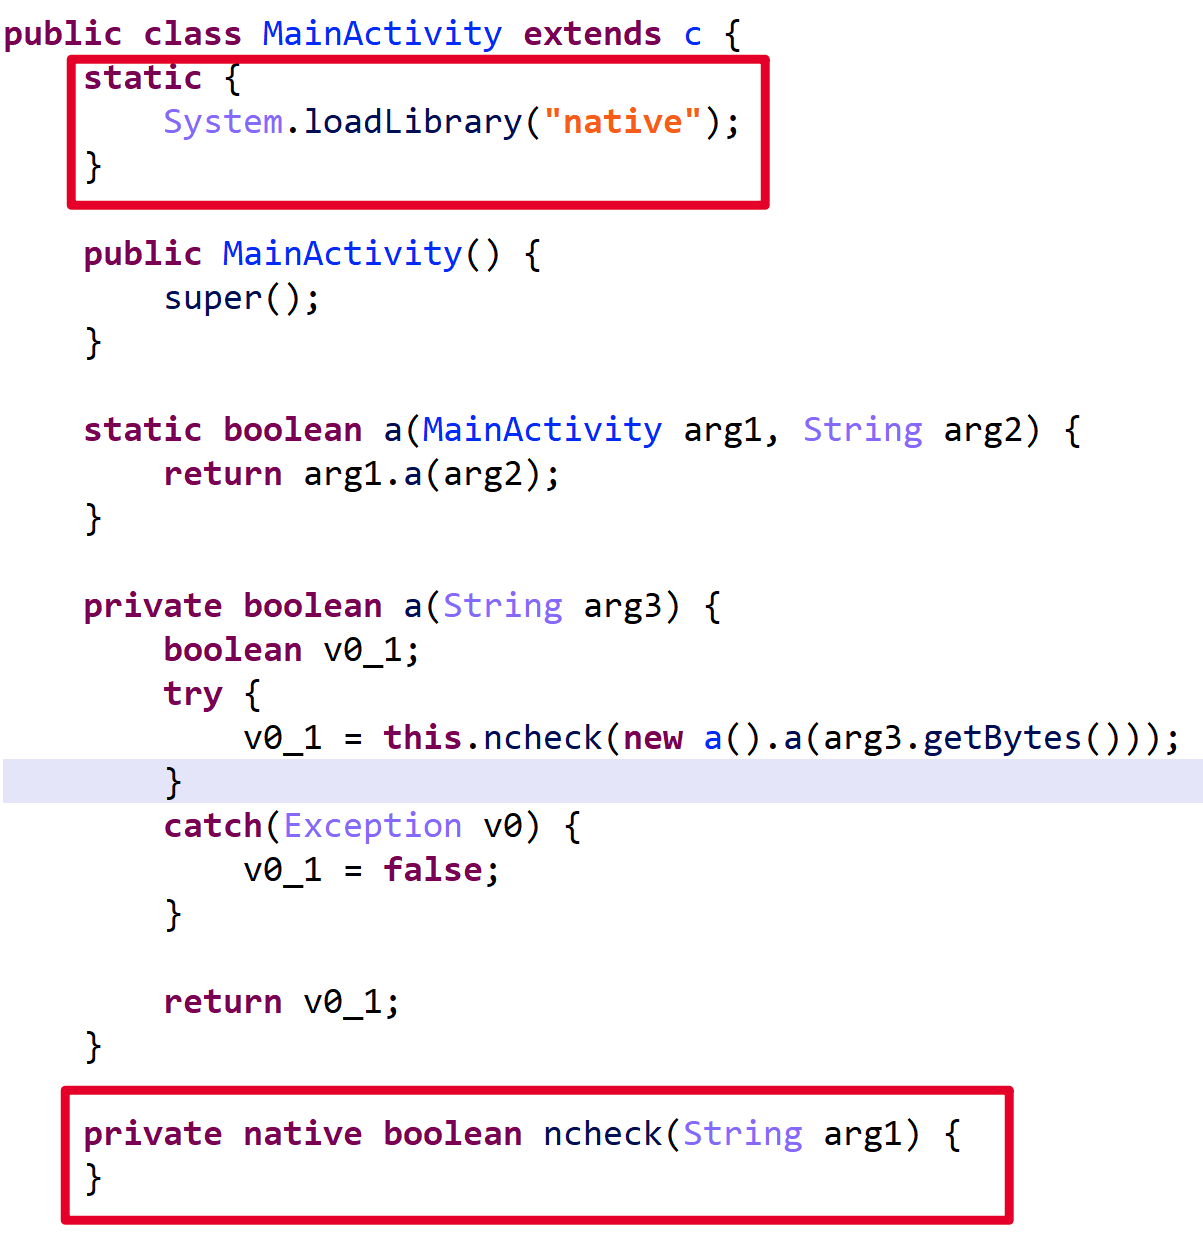 public class MainActivity extends c {
    static {
        System.loadLibrary("native");
    }

    public MainActivity() {
        super();
    }

    static boolean a(MainActivity arg1, String arg2) {
        return arg1.a(arg2);
    }

    private boolean a(String arg3) {
        boolean v0_1;
        try {
            v0_1 = this.ncheck(new a().a(arg3.getBytes()));
        }
        catch(Exception v0) {
            v0_1 = false;
        }

        return v0_1;
    }

    private native boolean ncheck(String arg1) {
    }